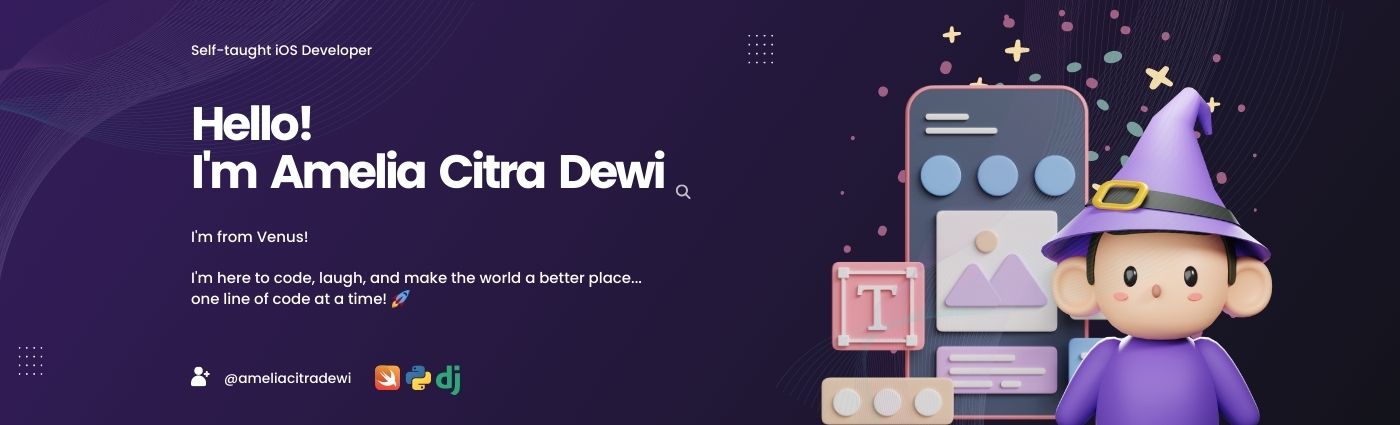 Self-taught iOS Developer
Hello!
I'm Amelia Citra Dewi
I'm from Venus!
I'm here to code, laugh, and make the world a better place...
one line of code at a time! 🚀
T
@ameliacitradewi
dj